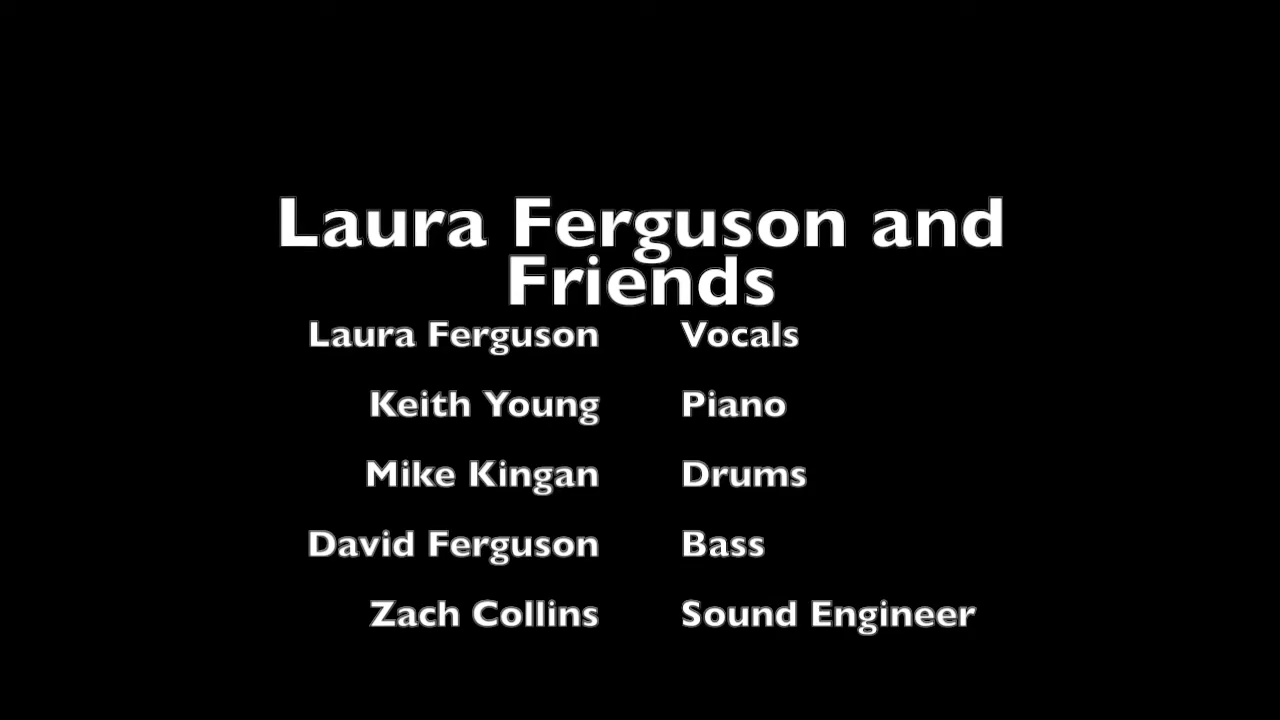 Laura Ferguson and
Friends
Laura Ferguson Vocals
Keith Young Piano
Mike Kingan Drums
David Ferguson Bass
Zach Collins Sound Engineer